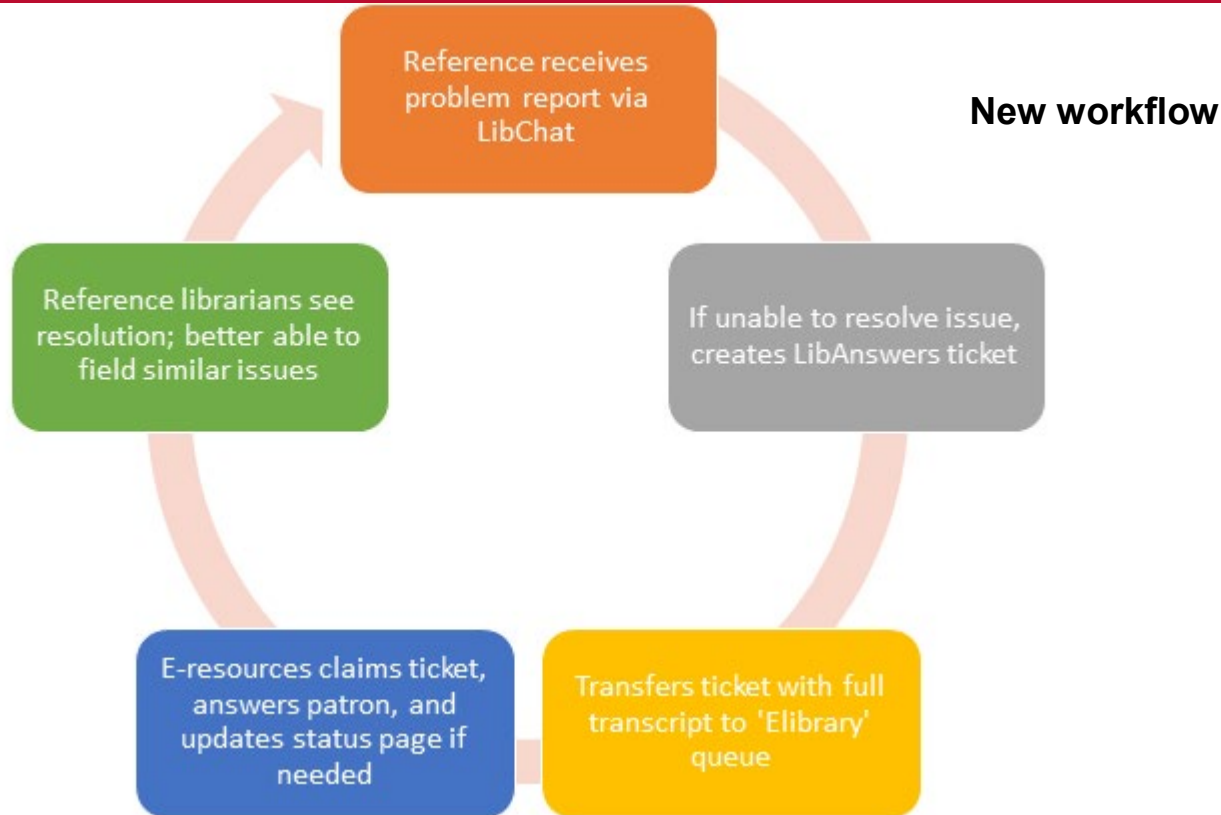 New workflow
Reference receives
problem report via
LibChat
If unable to resolve issue,
creates LibAnswers ticket
Transfers ticket with full
transcript to 'Elibrary'
queue
E-resources claims ticket,
answers patron, and
updates status page if
needed
Reference librarians see
resolution; better able to
field similar issues